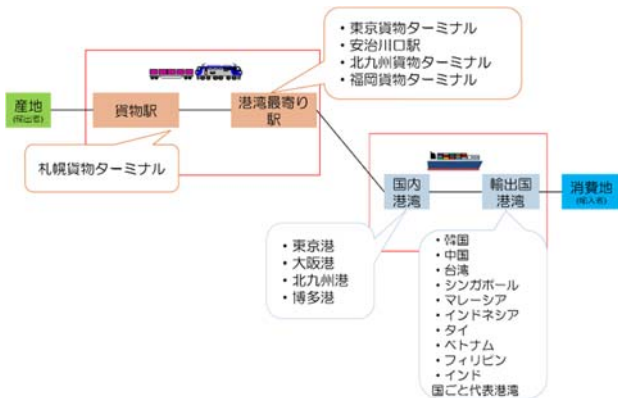 ・東京貨物ターミナル
・安治川口駅
・北九州貨物ターミナル
・福岡貨物ターミナル
産地
(輸出者)
貨物駅
港湾最寄り
駅
札幌貨物ターミナル
国内
港湾
輸出国
港湾
消費地
(輸入者)
・東京港
・大阪港
・北九州港
・博多港
・韓国
・中国
・台湾
・シンガポール
・マレーシア
・インドネシア
・タイ
・ベトナム
・フィリピン
・インド
国ごと代表港湾